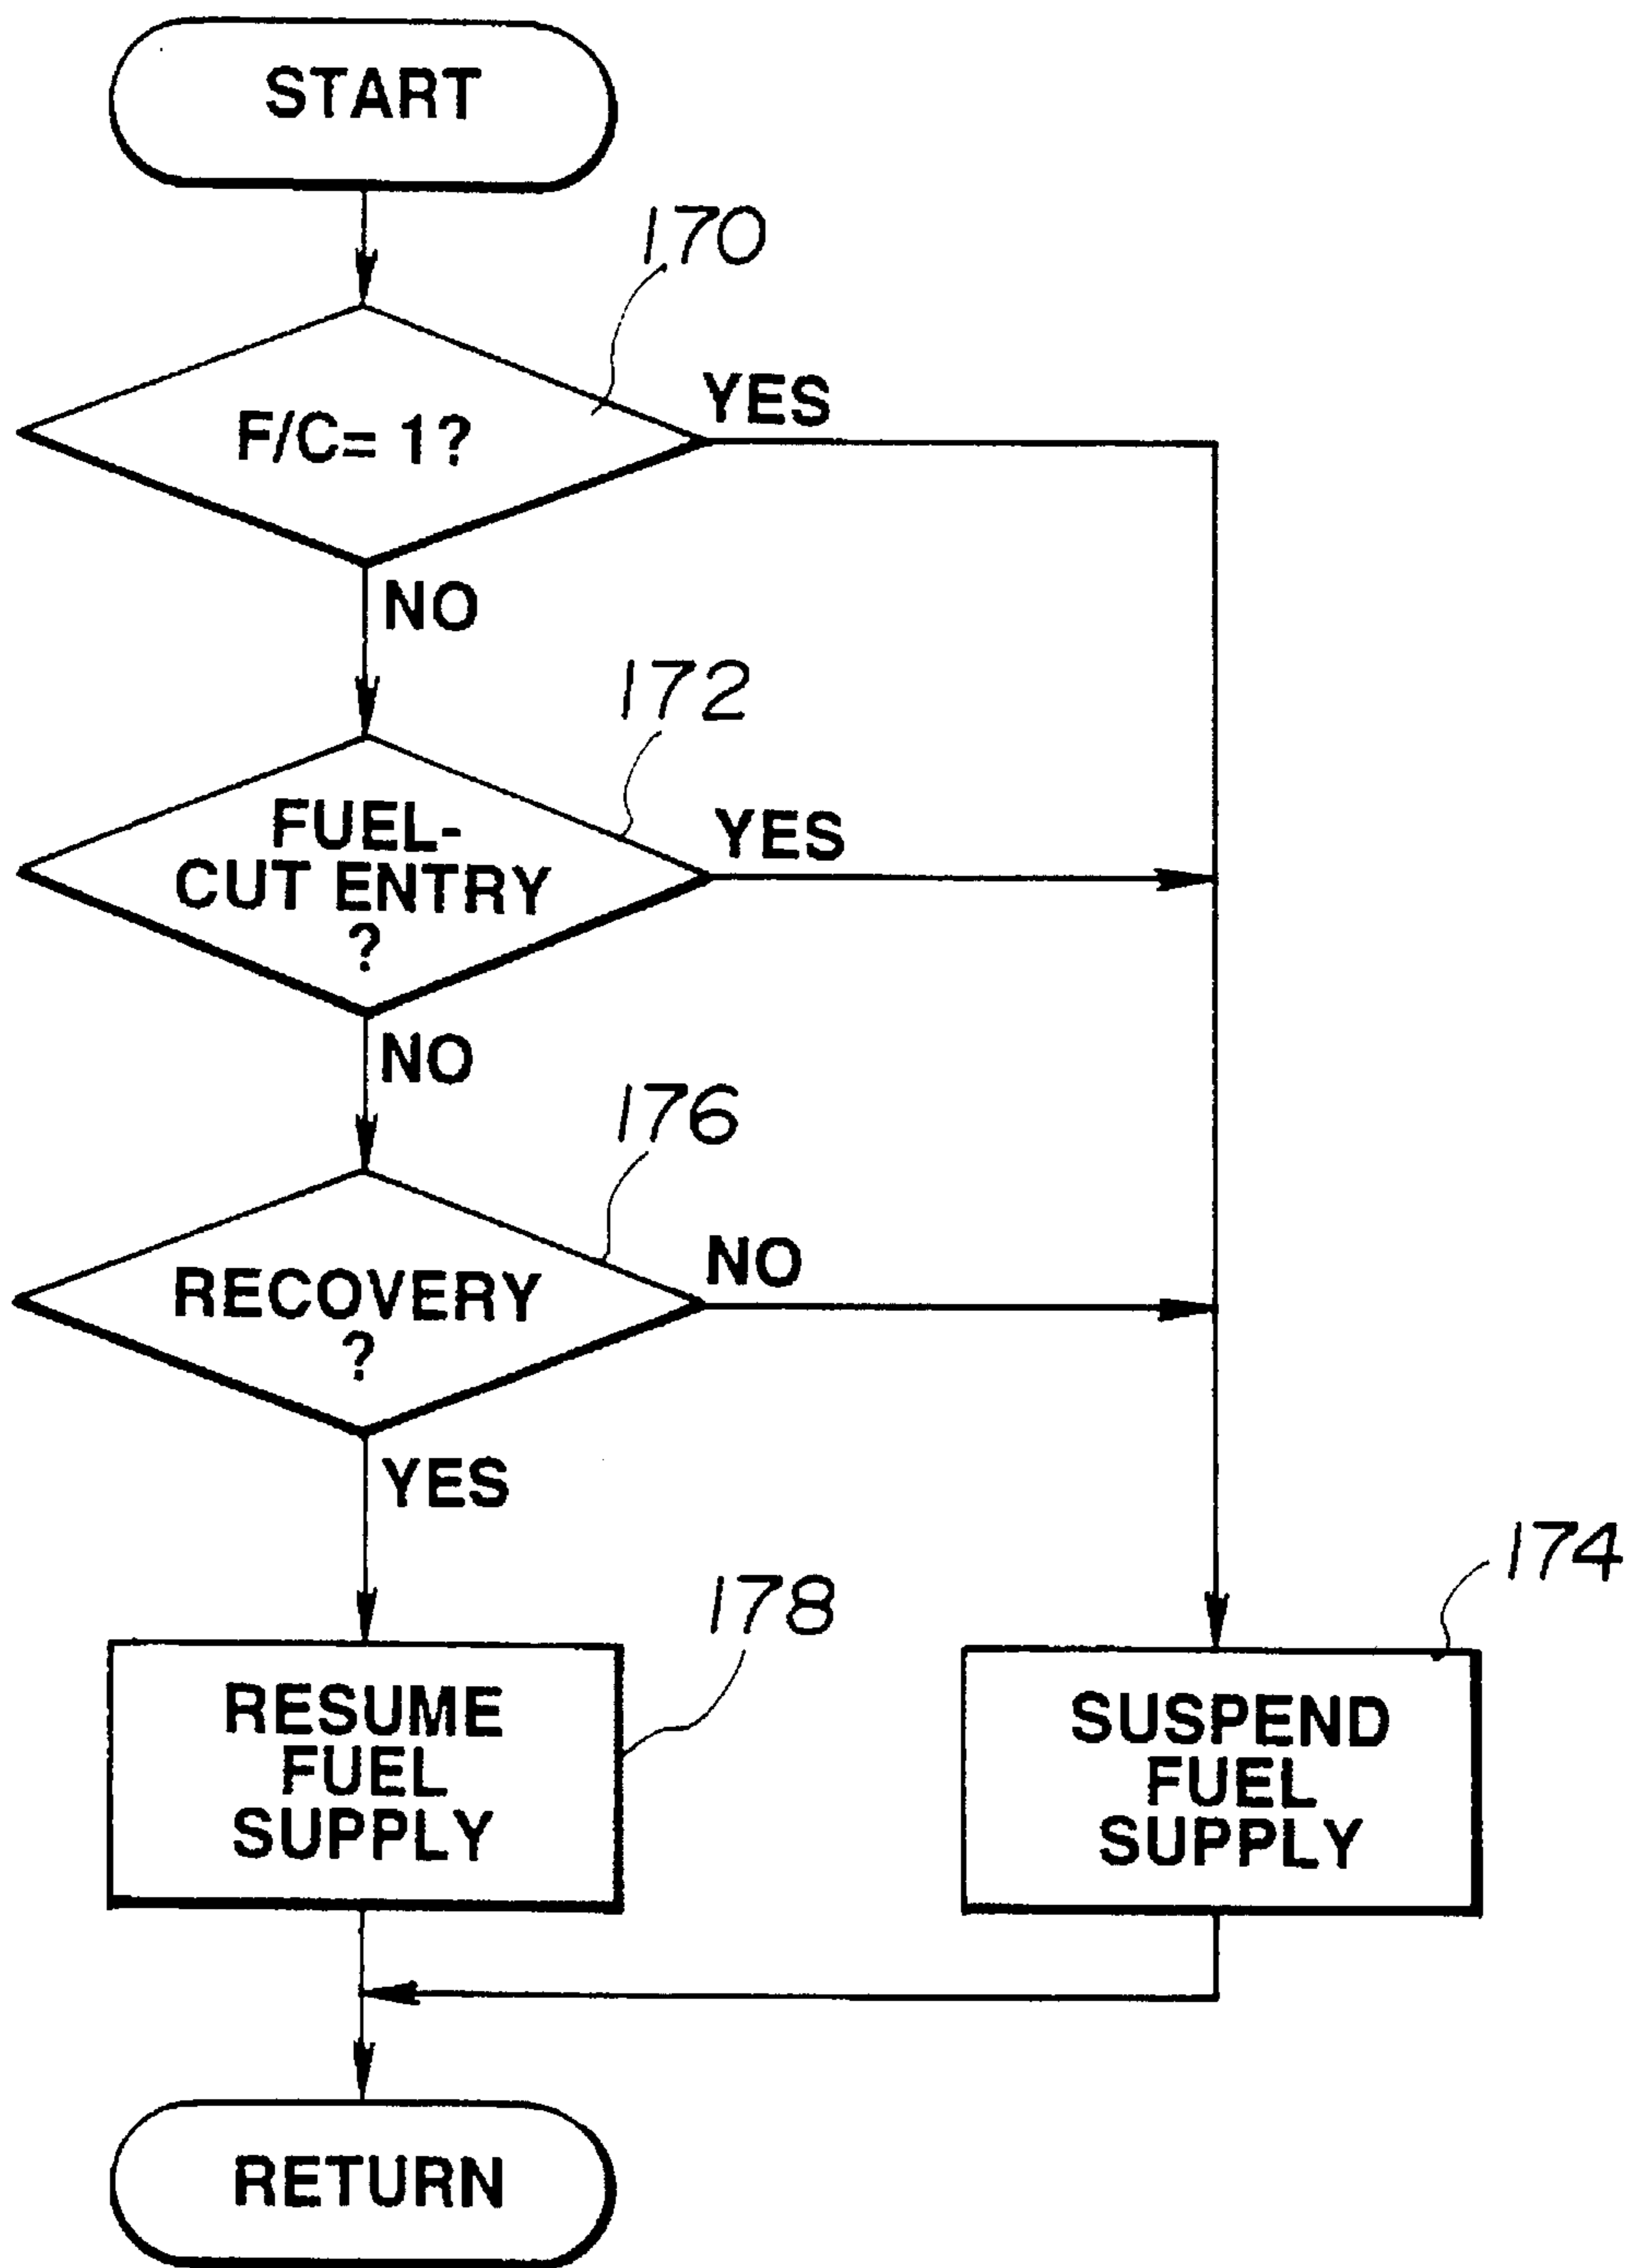 START
170
F/C= 1?
YES
NO
172
FUEL-
CUT ENTRY
?
YES
NO
176
RECOVERY
?
NO
YES
178
174
RESUME
FUEL
SUPPLY
SUSPEND
FUEL
SUPPLY
RETURN